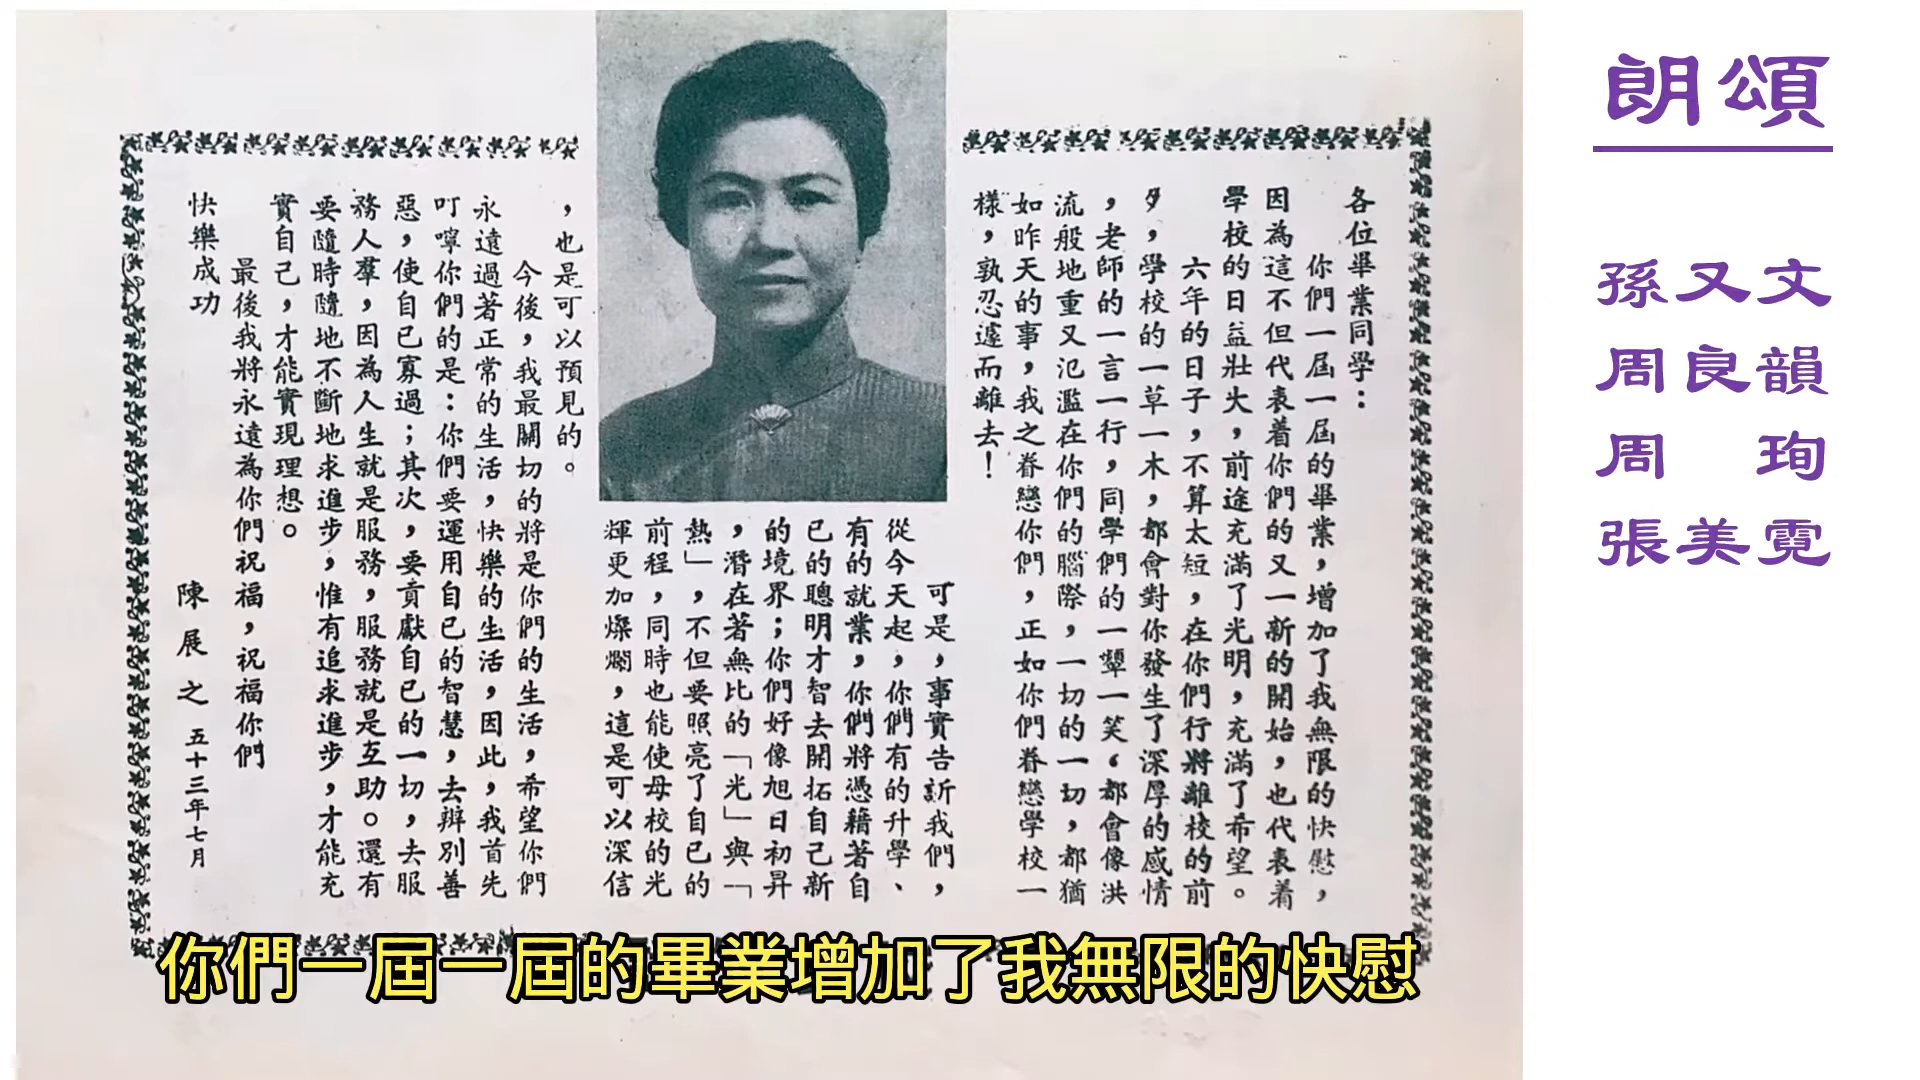 各位畢業同學：
你們一屆一屆的畢業，增加了我無限的快慰，
因為這不但代表着你們的又一新的開始，也代表着
學校的日益壯大，前途充滿了光明，充滿了希望。
六年的日子，不算太短，在你們行將離校的前
夕，學校的一草一木，都會對你發生了深厚的感情
，老師的一言一行，同學們的一顰一笑，都會像洪
流般地重又氾濫在你們的腦際，一切的一切，都猶
如昨天的事，我之眷戀你們，正如你們眷戀學校一
樣，孰忍遽而離去！
可是，事實告訴我們，
從今天起，你們有的升學、
有的就業，你們將憑藉著自
己的聰明才智去開拓自己新
的境界；你們好像旭日初昇
，潛在著無比的「光」與「
熱」，不但要照亮了自己的
前程，同時也能使母校的光
輝更加燦爛，這是可以深信
，也是可以預見的。
今後，我最關切的將是你們的生活，希望你們
永遠過著正常的生活，快樂的生活，因此，我首先
叮嚀你們的是：你們要運用自己的智慧，去辨別善
惡，使自己寡過；其次，要貢獻自己的一切，去服
務人羣，因為人生就是服務，服務就是互助。還有
要隨時隨地不斷地求進步，惟有追求進步，才能充
實自己，才能實現理想。
最後我將永遠為你們祝福，祝福你們
快樂成功
陳展之 五十三年七月
你們一屆一屆的畢業增加了我無限的快慰
朗頌
孫又文
周良韻
周　珣
張美霓